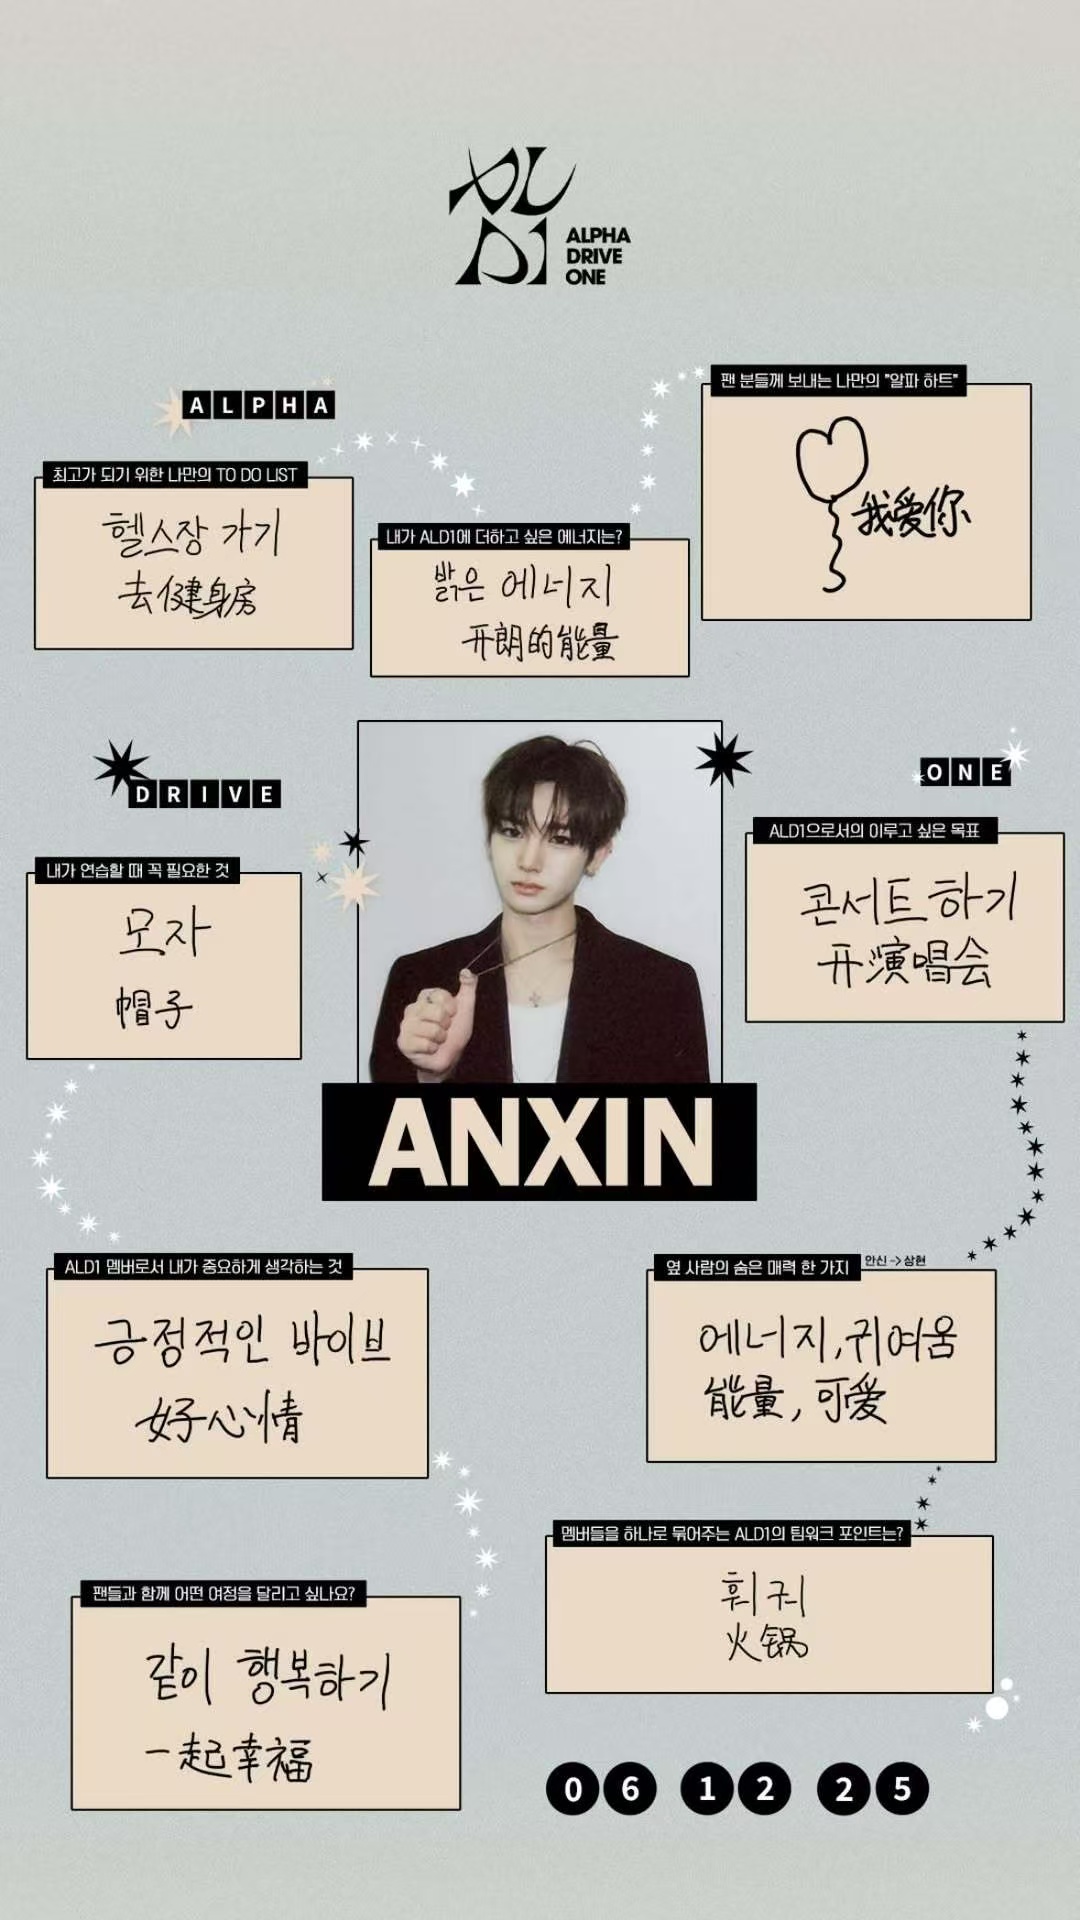 ALD1
ALPHA
DRIVE
ONE
ALPHA
최고가 되기 위한 나만의 TO DO LIST
헬스장 가기
去健身房
내가 ALD1에 더하고 싶은 에너지는?
밝은 에너지
开朗的能量
팬 분들께 보내는 나만의 "알파 하트"
我爱你
DRIVE
내가 연습할 때 꼭 필요한 것
모자
帽子
ONE
ALD1으로서의 이루고 싶은 목표
콘서트 하기
开演唱会
ANXIN
ALD1 멤버로서 내가 중요하게 생각하는 것
긍정적인 바이브
好心情
옆 사람의 숨은 매력 한 가지 안신 -> 상현
에너지, 귀여움
能量, 可爱
멤버들을 하나로 묶어주는 ALD1의 팀워크 포인트는?
훠궈
火锅
팬들과 함께 어떤 여정을 달리고 싶나요?
같이 행복하기
一起幸福
06 12 25